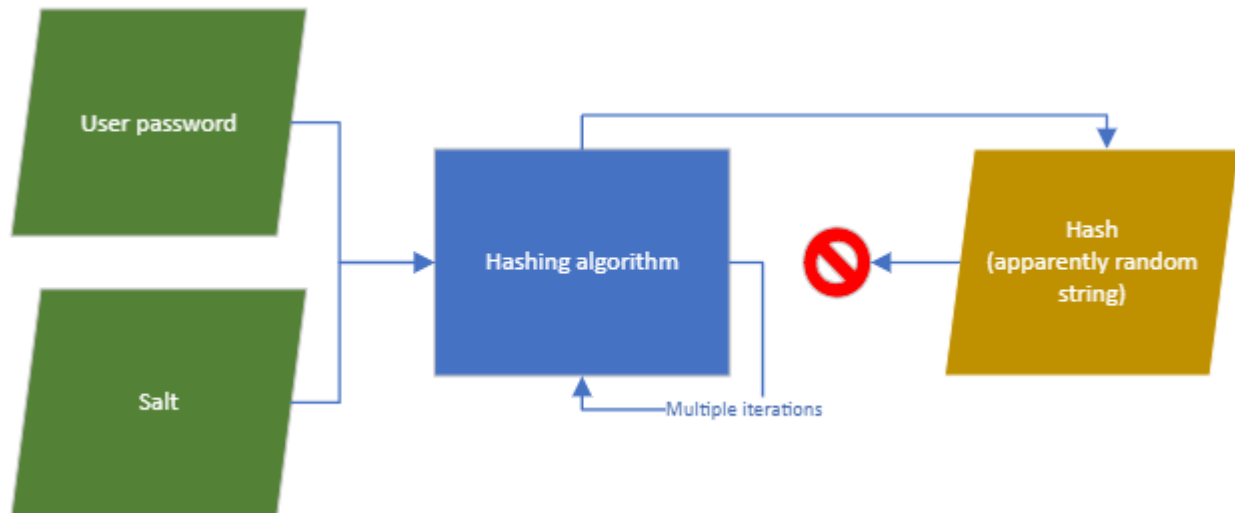 User password
Hashing algorithm
Hash
(apparently random
string)
Salt
Multiple iterations